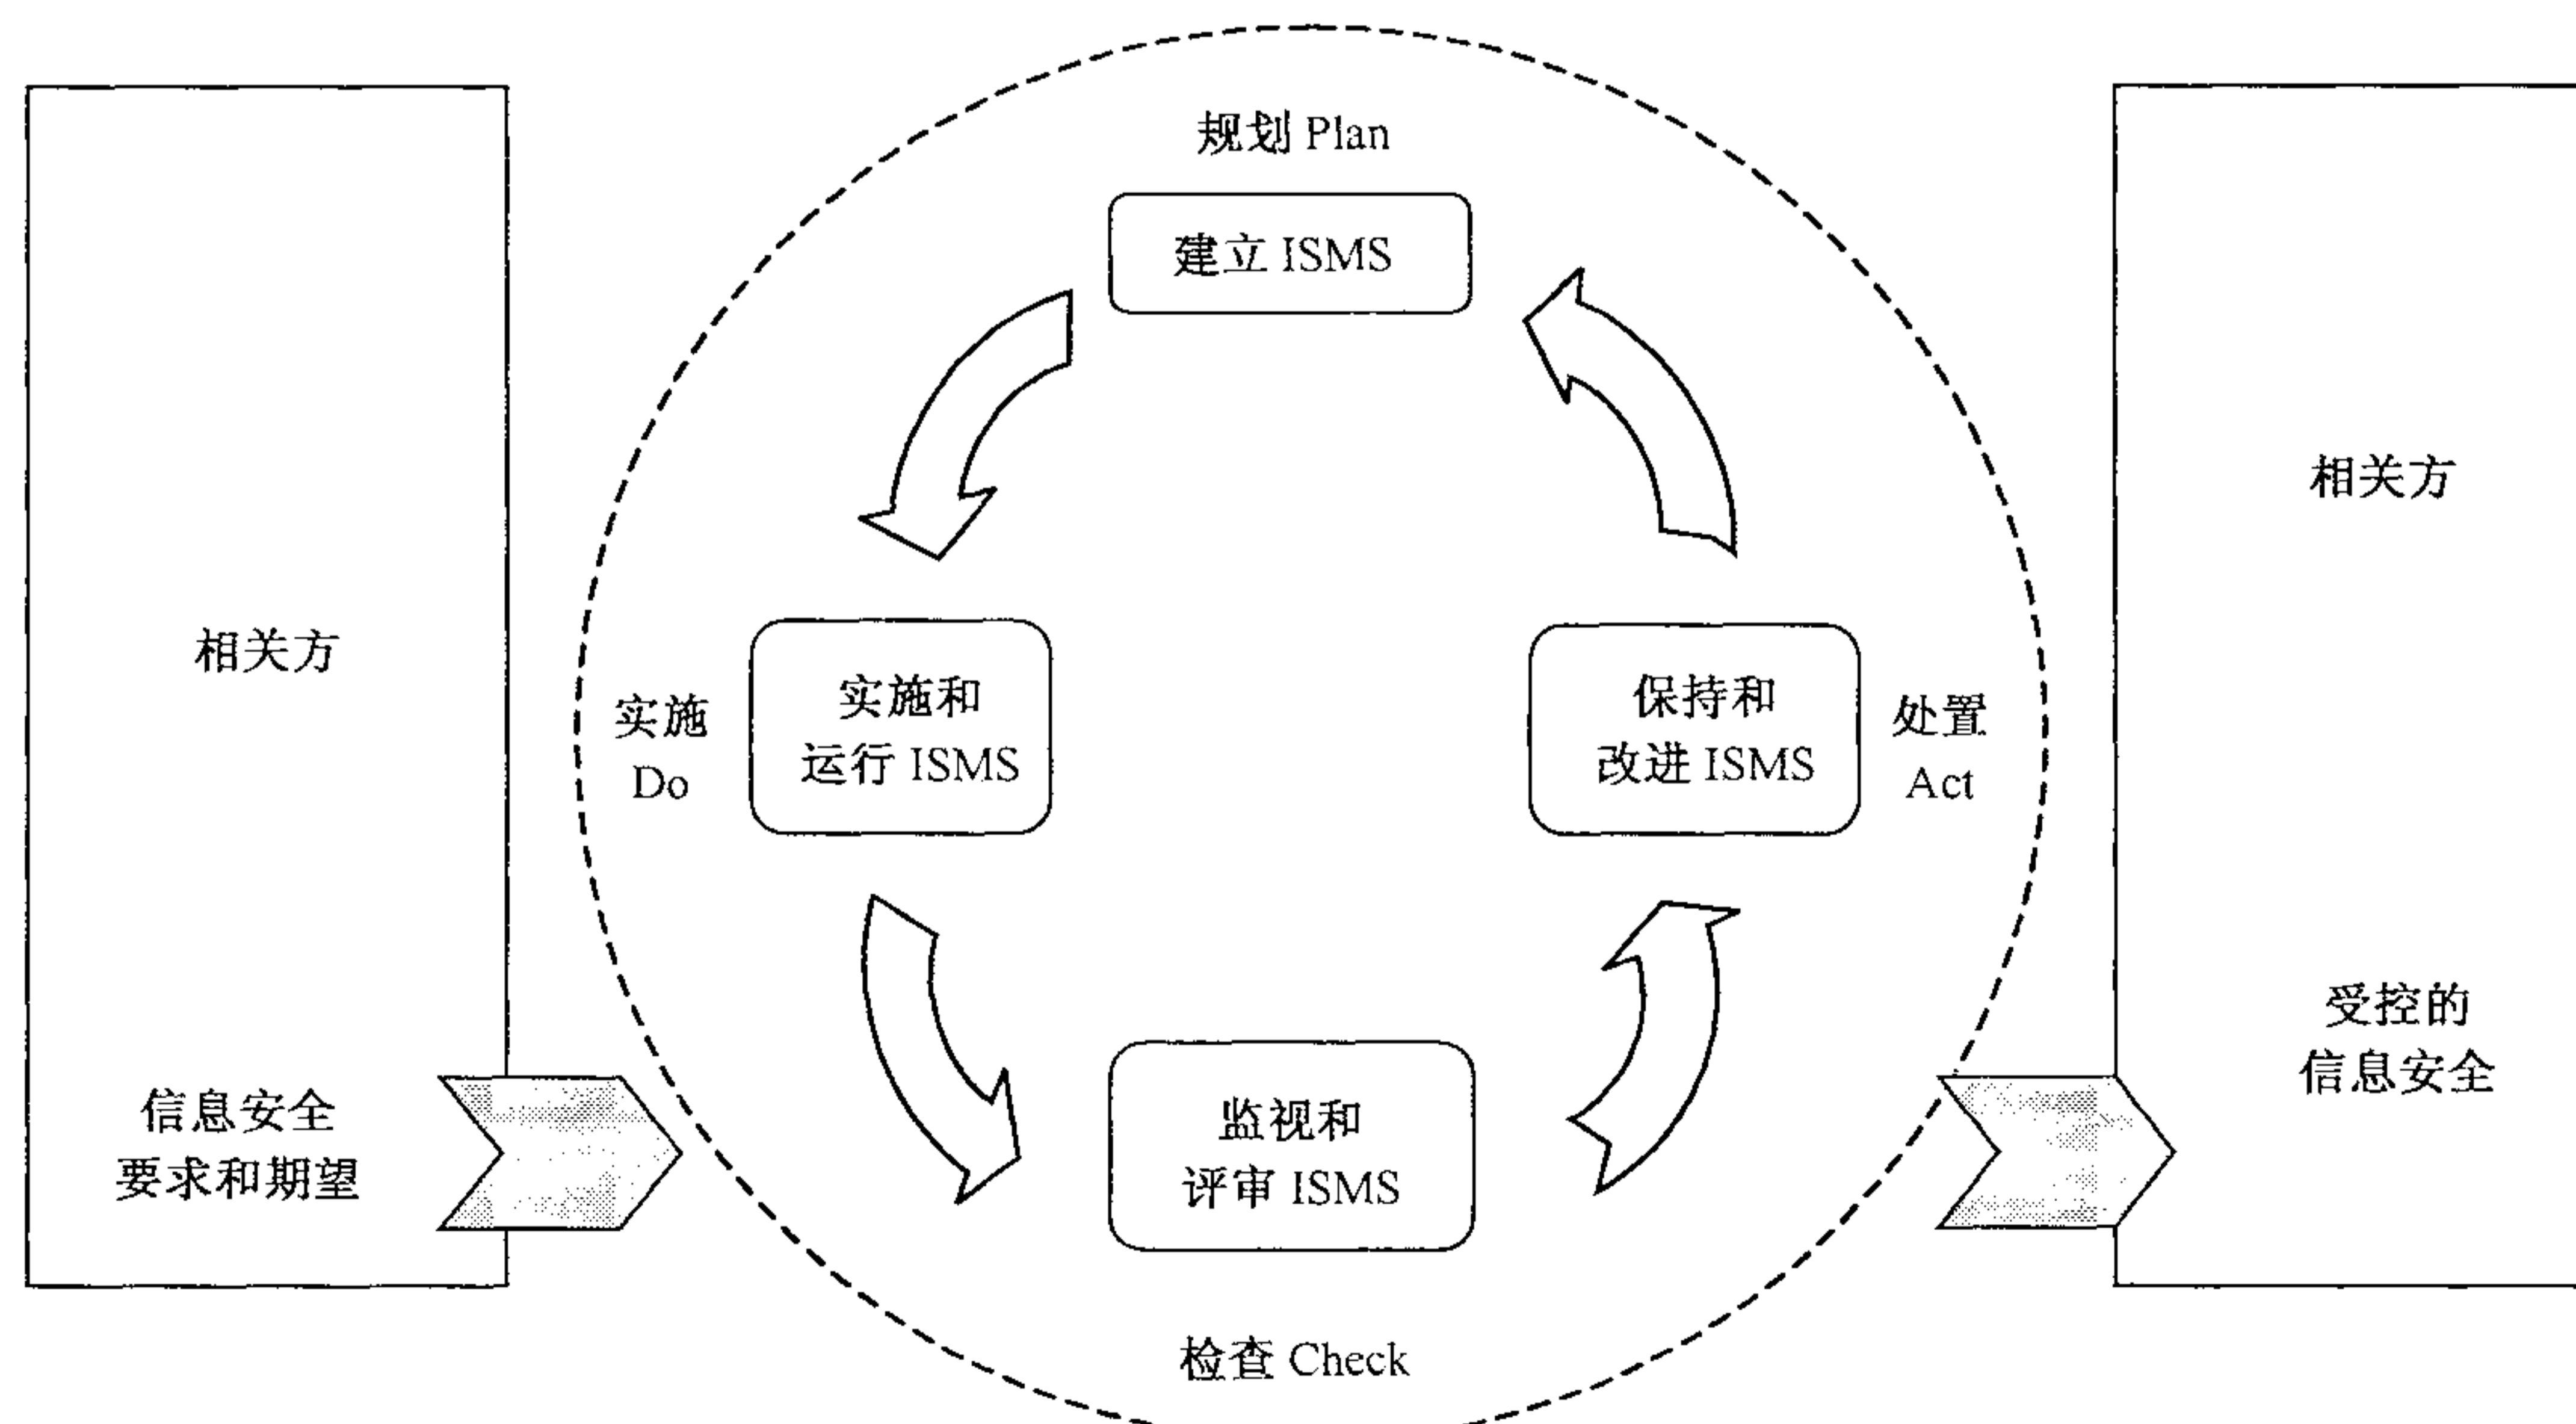 规划 Plan
建立 ISMS
相关方
相关方
实施
Do
实施和
运行 ISMS
保持和
改进 ISMS
处置
Act
信息安全
要求和期望
监视和
评审 ISMS
受控的
信息安全
检查 Check